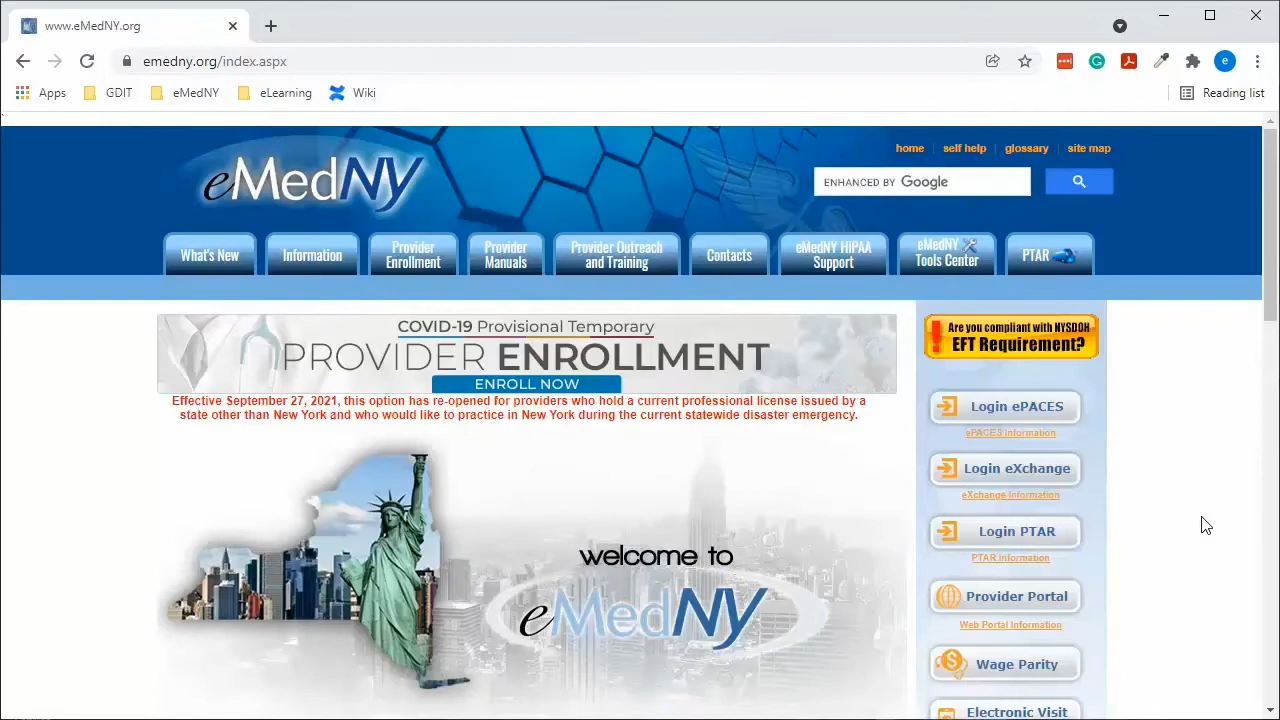 www.eMedNY.org
emedny.org/index.aspx
e
Apps
GDIT
eMedNY
eLearning
Wiki
Reading list
eMedNY
home
self help
glossary
site map
ENHANCED BY Google
What's New
Information
Provider
Enrollment
Provider
Manuals
Provider Outreach
and Training
Contacts
eMedNY HIPAA
Support
eMedNY
Tools Center
PTAR
COVID-19 Provisional Temporary
PROVIDER ENROLLMENT
ENROLL NOW
Effective September 27, 2021, this option has re-opened for providers who hold a current professional license issued by a
state other than New York and who would like to practice in New York during the current statewide disaster emergency.
welcome to
eMedNY
Are you compliant with NYSDOH
EFT Requirement?
Login ePACES
ePACES Information
Login eXchange
eXchange Information
Login PTAR
PTAR Information
Provider Portal
Web Portal Information
Wage Parity
Electronic Visit